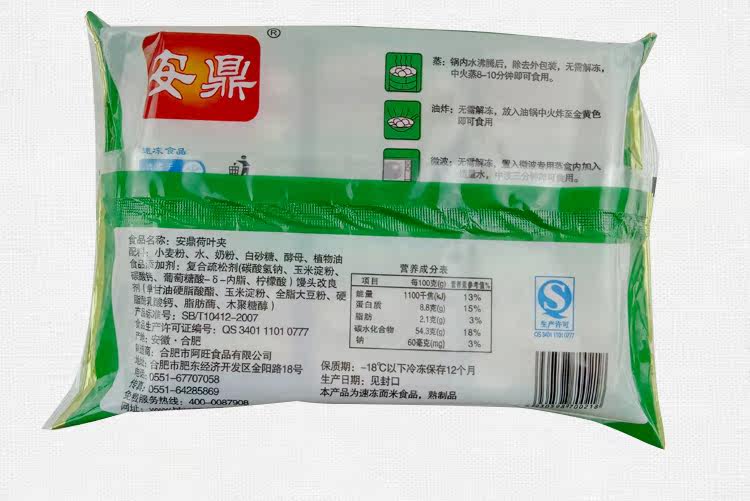 安鼎
®
蒸：锅内水沸腾后，除去外包装，无需解冻，
中火蒸8-10分钟即可食用。
油炸：无需解冻，放入油锅中火炸至金黄色
即可食用
微波：无需解冻，置入微波专用蒸盒内加入
速冻食品
食品名称：安鼎荷叶夹
配料：小麦粉、水、奶粉、白砂糖、酵母、植物油
食品添加剂：复合疏松剂(碳酸氢钠、玉米淀粉、
碳酸钙、葡萄糖酸-δ-内脂、柠檬酸）馒头改良
剂（单甘油硬脂酸酯、玉米淀粉、全脂大豆粉、硬
脂酰乳酸钙、脂肪酶、木聚糖醇）
产品标准号：SB/T10412-2007
食品生产许可证编号：QS 3401 1101 0777
产地：安徽·合肥
制造商：合肥市阿旺食品有限公司
地址：合肥市肥东经济开发区金阳路18号
电话：0551-67707058
传真：0551-64285869
免费服务热线：400-0087908
网址：
营养成分表
项目 每100克(g) 营养素参考值%
能量 1100千焦(kJ) 13%
蛋白质 8.8克(g) 15%
脂肪 2.1克(g) 3%
碳水化合物 54.3克(g) 18%
钠 60毫克(mg) 3%
保质期：-18℃以下冷冻保存12个月
生产日期：见封口
本产品为速冻面米食品，熟制品
生产许可
QS 3401 1101 0777